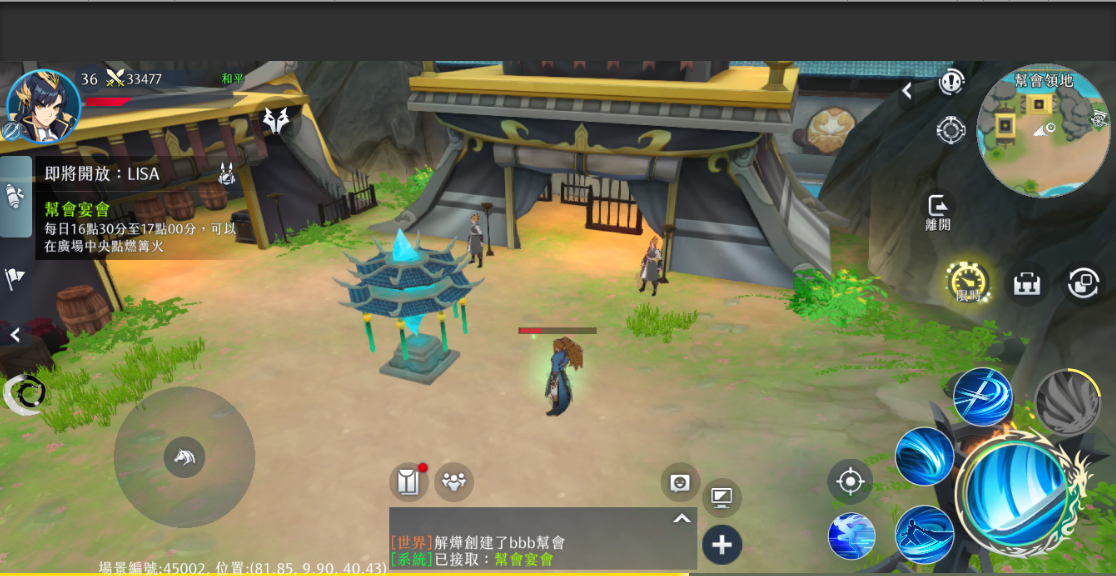 36 33477 和平
幫會領地
即將開放：LISA
幫會宴會
每日16點30分至17點00分，可以
在廣場中央點燃篝火
離開
限時
[世界]解燁創建了bbb幫會
[系統]已接取：幫會宴會
場景編號:45002, 位置:(81.85, 9.90, 40.43)